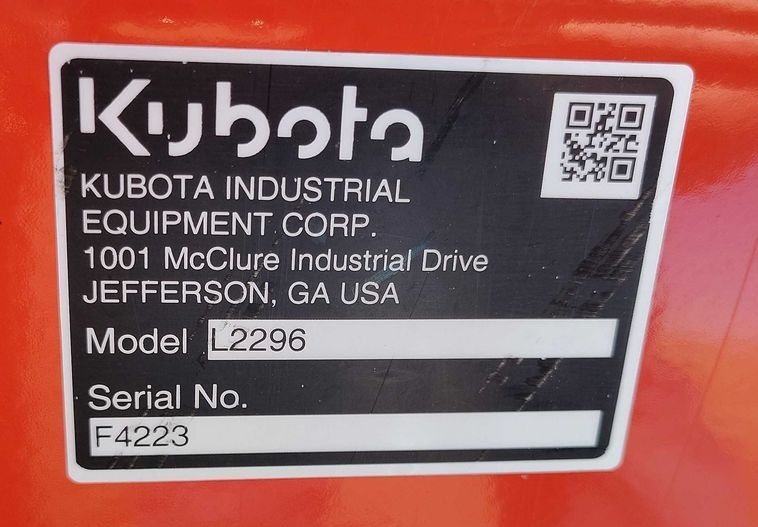 Kubota
KUBOTA INDUSTRIAL
EQUIPMENT CORP.
1001 McClure Industrial Drive
JEFFERSON, GA USA
Model L2296
Serial No.
F4223